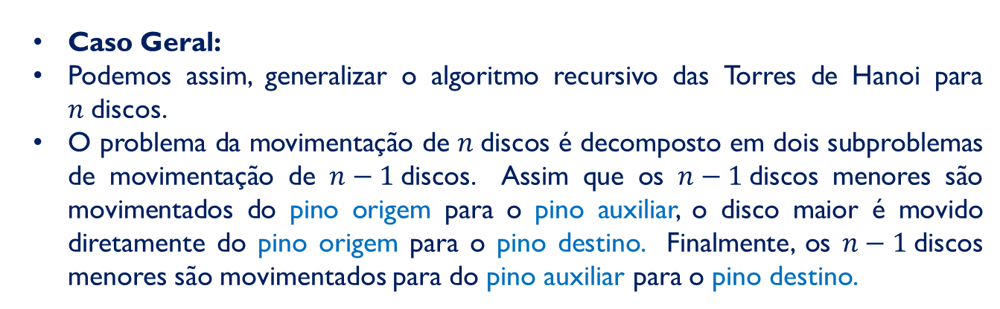 • Caso Geral:
• Podemos assim, generalizar o algoritmo recursivo das Torres de Hanoi para
n discos.
• O problema da movimentação de n discos é decomposto em dois subproblemas
de movimentação de n − 1 discos. Assim que os n − 1 discos menores são
movimentados do pino origem para o pino auxiliar, o disco maior é movido
diretamente do pino origem para o pino destino. Finalmente, os n − 1 discos
menores são movimentados para do pino auxiliar para o pino destino.